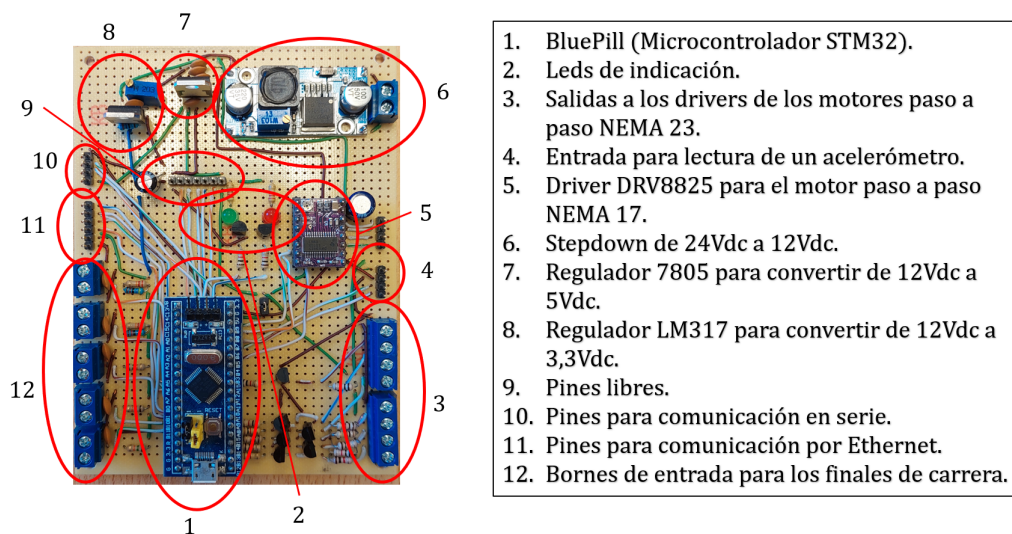 7
8
6
9
10
11
5
4
12
3
1
2
RESET
1. BluePill (Microcontrolador STM32).
2. Leds de indicación.
3. Salidas a los drivers de los motores paso a
paso NEMA 23.
4. Entrada para lectura de un acelerómetro.
5. Driver DRV8825 para el motor paso a paso
NEMA 17.
6. Stepdown de 24Vdc a 12Vdc.
7. Regulador 7805 para convertir de 12Vdc a
5Vdc.
8. Regulador LM317 para convertir de 12Vdc a
3,3Vdc.
9. Pines libres.
10. Pines para comunicación en serie.
11. Pines para comunicación por Ethernet.
12. Bornes de entrada para los finales de carrera.